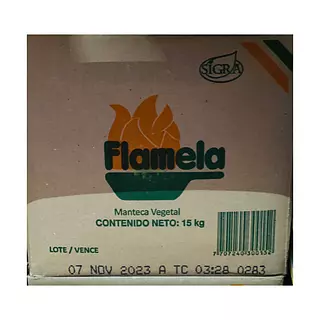 SIGRA
Flamela
Manteca Vegetal
CONTENIDO NETO: 15 kg
LOTE / VENCE
07 NOV 2023 A TC 03:28 0283